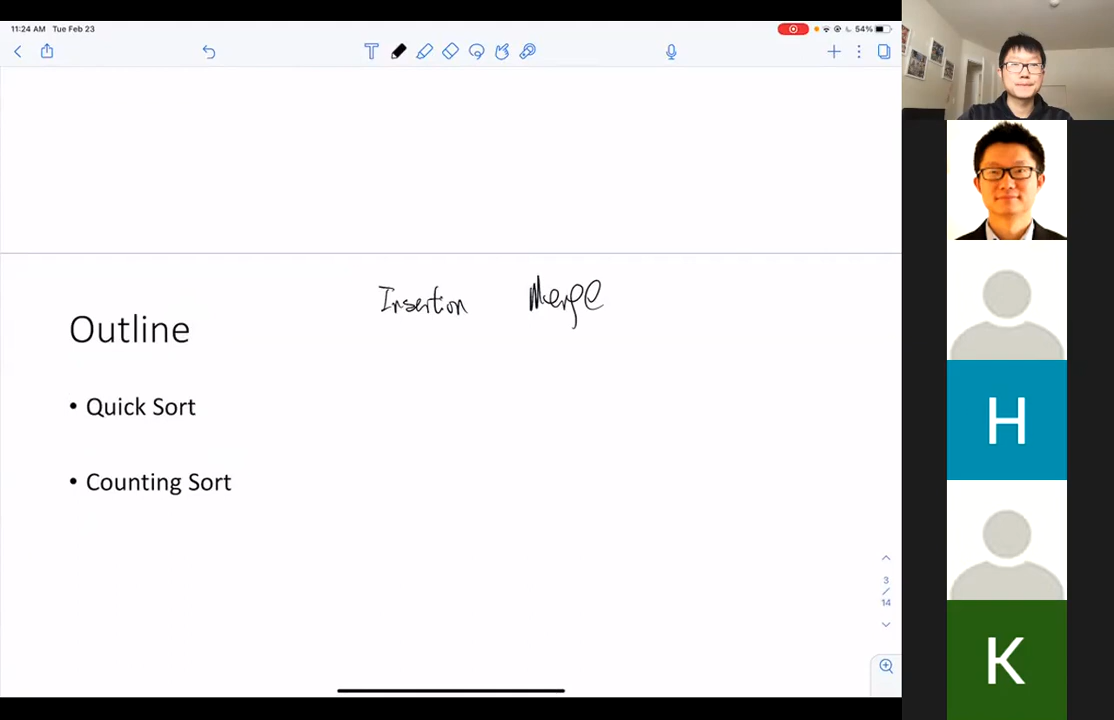 11:24 AM Tue Feb 23
54%
T
Insertion Merge
Outline
• Quick Sort
• Counting Sort
3
/
14
H
K